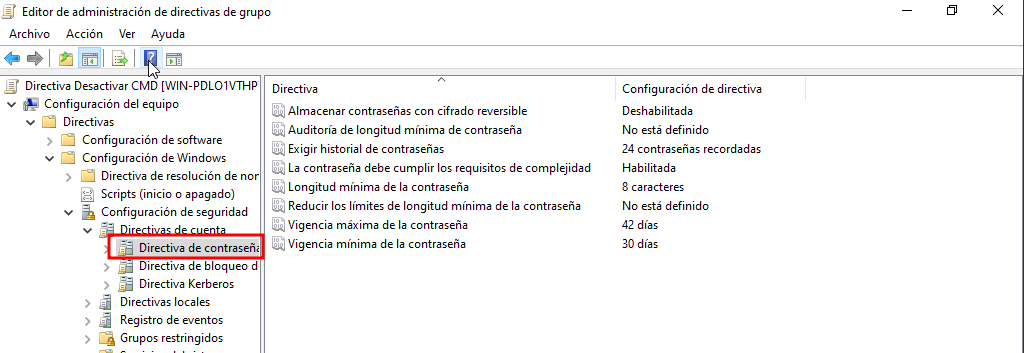 Editor de administración de directivas de grupo
Archivo Acción Ver Ayuda
Directiva Desactivar CMD [WIN-PDLO1VTHP
Configuración del equipo
Directivas
Configuración de software
Configuración de Windows
Directiva de resolución de nor
Scripts (inicio o apagado)
Configuración de seguridad
Directivas de cuenta
Directiva de contraseña
Directiva de bloqueo d
Directiva Kerberos
Directivas locales
Registro de eventos
Grupos restringidos
Directiva Configuración de directiva
Almacenar contraseñas con cifrado reversible Deshabilitada
Auditoría de longitud mínima de contraseña No está definido
Exigir historial de contraseñas 24 contraseñas recordadas
La contraseña debe cumplir los requisitos de complejidad Habilitada
Longitud mínima de la contraseña 8 caracteres
Reducir los límites de longitud mínima de la contraseña No está definido
Vigencia máxima de la contraseña 42 días
Vigencia mínima de la contraseña 30 días